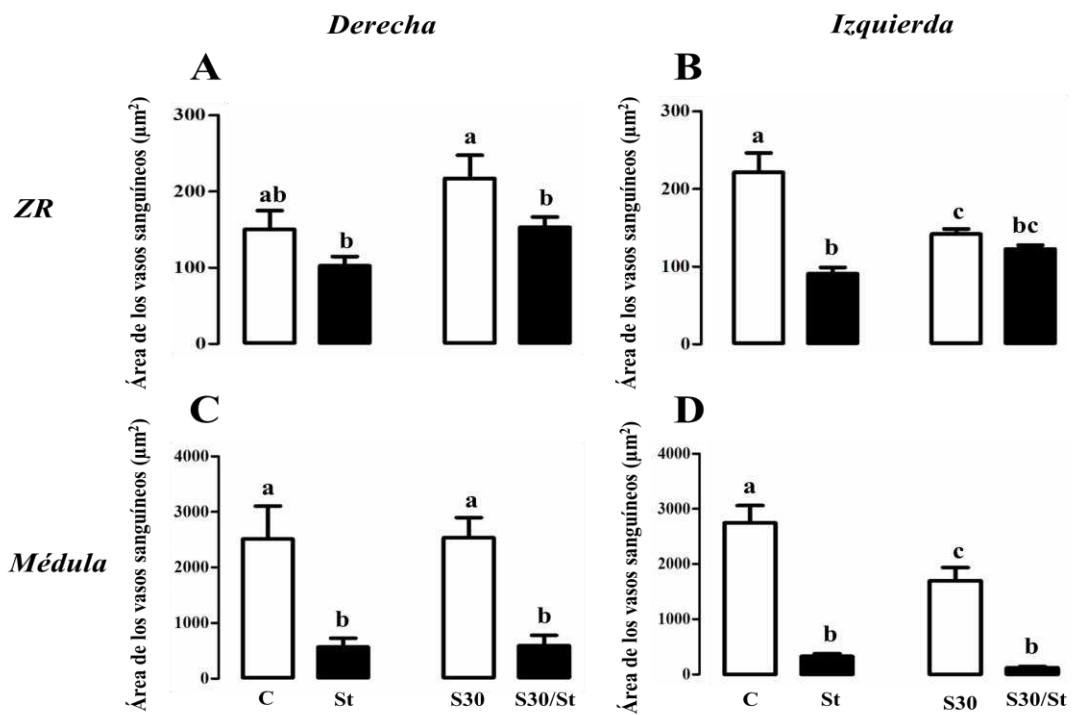 Derecha
Izquierda
A
B
ZR
Área de los vasos sanguíneos (µm²)
300
200
100
0
ab
b
a
b
Área de los vasos sanguíneos (µm²)
300
200
100
0
a
b
c
bc
C
D
Médula
Área de los vasos sanguíneos (µm²)
4000
3000
2000
1000
0
a
b
a
b
C
St
S30
S30/St
Área de los vasos sanguíneos (µm²)
4000
3000
2000
1000
0
a
b
c
b
C
St
S30
S30/St